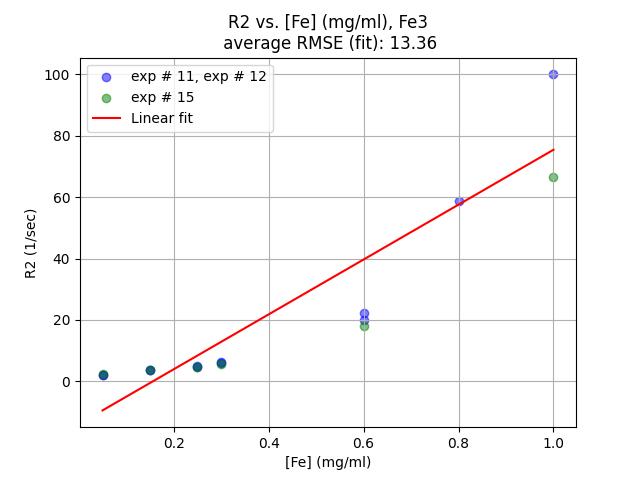 R2 vs. [Fe] (mg/ml), Fe3
average RMSE (fit): 13.36
exp # 11, exp # 12
exp # 15
Linear fit
100
80
60
40
20
0
R2 (1/sec)
0.2 0.4 0.6 0.8 1.0
[Fe] (mg/ml)